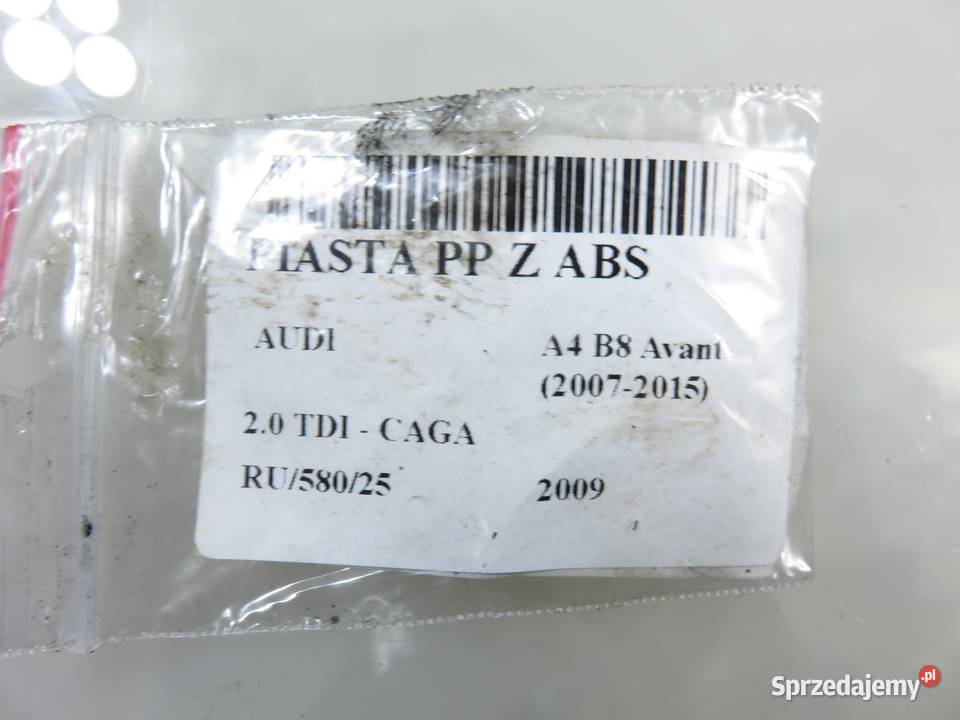 PIASTA PP Z ABS
AUDI
A4 B8 Avant
(2007-2015)
2.0 TDI - CAGA
RU/580/25
2009
Sprzedajemy.pl